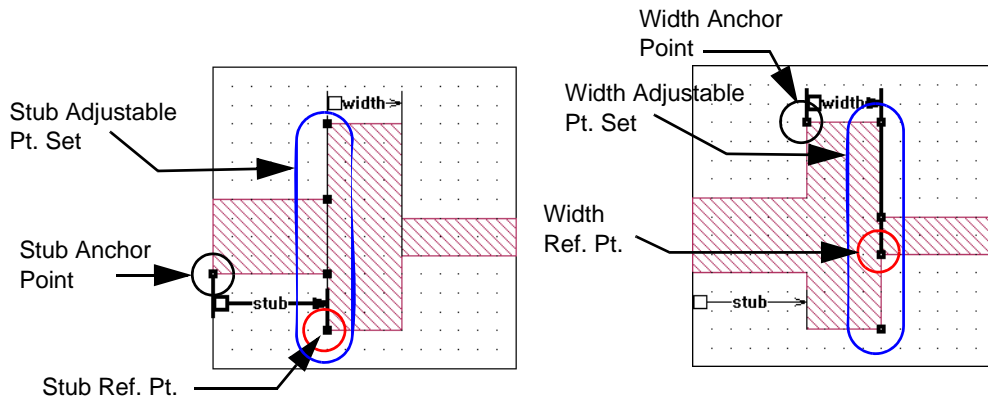 Width Anchor
Point
Stub Adjustable
Pt. Set
width
Stub Anchor
Point
stub
Stub Ref. Pt.
Width Adjustable
Pt. Set
width
Width
Ref. Pt.
stub